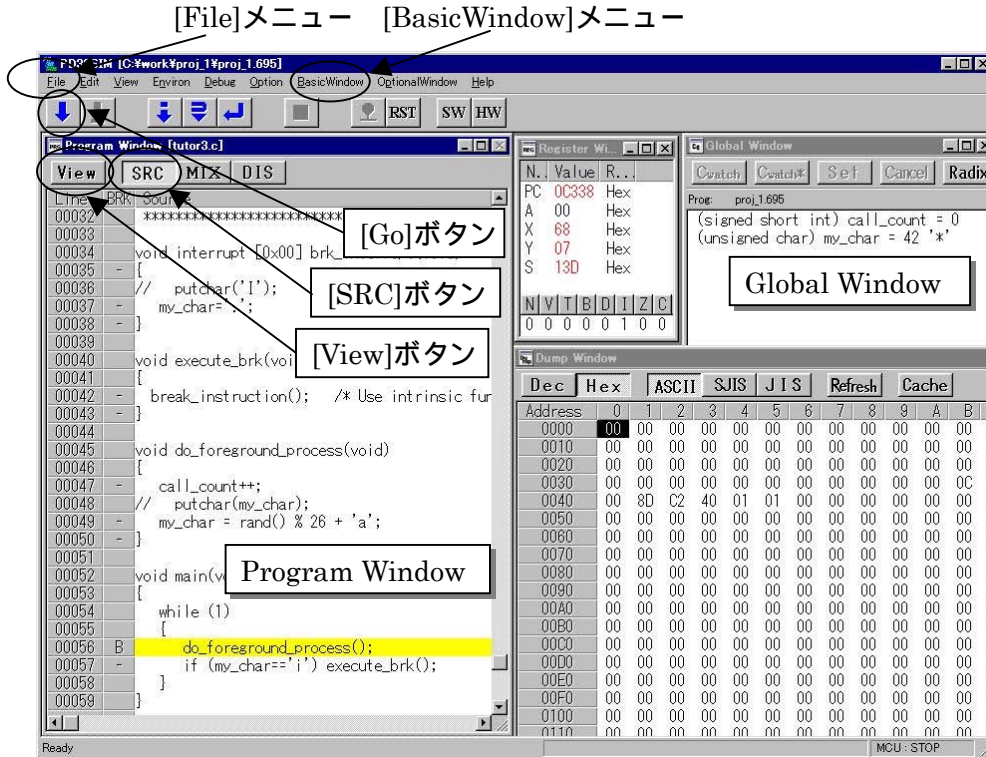 [File]メニュー [BasicWindow]メニュー
PD38SIM [C:¥work¥proj_1¥proj_1.695]
File Edit View Environ Debug Option BasicWindow OptionalWindow Help
RST SW HW
Program Window [tutor3.c]
View SRC MIX DIS
Line BRK Source
00032 ******************************
00033
00034 void interrupt [0x00]
00035 - {
00036 // putchar('I');
00037 - my_char='.';
00038 - }
00039
00040 void execute_brk(voi
00041 {
00042 - break_instruction(); /* Use intrinsic fur
00043 - }
00044
00045 void do_foreground_process(void)
00046 {
00047 - call_count++;
00048 // putchar(my_char);
00049 - my_char = rand() % 26 + 'a';
00050 - }
00051
00052 void main(v
00053 {
00054 while (1)
00055 {
00056 B do_foreground_process();
00057 - if (my_char=='i') execute_brk();
00058 }
00059 }
[Go]ボタン
[SRC]ボタン
[View]ボタン
Program Window
Register Wi...
N.. Value R...
PC 0C338 Hex
A 00 Hex
X 68 Hex
Y 07 Hex
S 13D Hex
N V T B D I Z C
0 0 0 0 0 1 0 0
Global Window
Cwatch Cwatch* Set Cancel Radix
Prog: proj_1.695
(signed short int) call_count = 0
(unsigned char) my_char = 42 '*'
Global Window
Dump Window
Dec Hex ASCII SJIS JIS Refresh Cache
Address 0 1 2 3 4 5 6 7 8 9 A B
0000 00 00 00 00 00 00 00 00 00 00 00 00
0010 00 00 00 00 00 00 00 00 00 00 00 00
0020 00 00 00 00 00 00 00 00 00 00 00 00
0030 00 00 00 00 00 00 00 00 00 00 00 0C
0040 00 8D C2 40 01 01 00 00 00 00 00 00
0050 00 00 00 00 00 00 00 00 00 00 00 00
0060 00 00 00 00 00 00 00 00 00 00 00 00
0070 00 00 00 00 00 00 00 00 00 00 00 00
0080 00 00 00 00 00 00 00 00 00 00 00 00
0090 00 00 00 00 00 00 00 00 00 00 00 00
00A0 00 00 00 00 00 00 00 00 00 00 00 00
00B0 00 00 00 00 00 00 00 00 00 00 00 00
00C0 00 00 00 00 00 00 00 00 00 00 00 00
00D0 00 00 00 00 00 00 00 00 00 00 00 00
00E0 00 00 00 00 00 00 00 00 00 00 00 00
00F0 00 00 00 00 00 00 00 00 00 00 00 00
0100 00 00 00 00 00 00 00 00 00 00 00 00
0110 00 00 00 00 00 00 00 00 00 00 00 00
Ready MCU : STOP